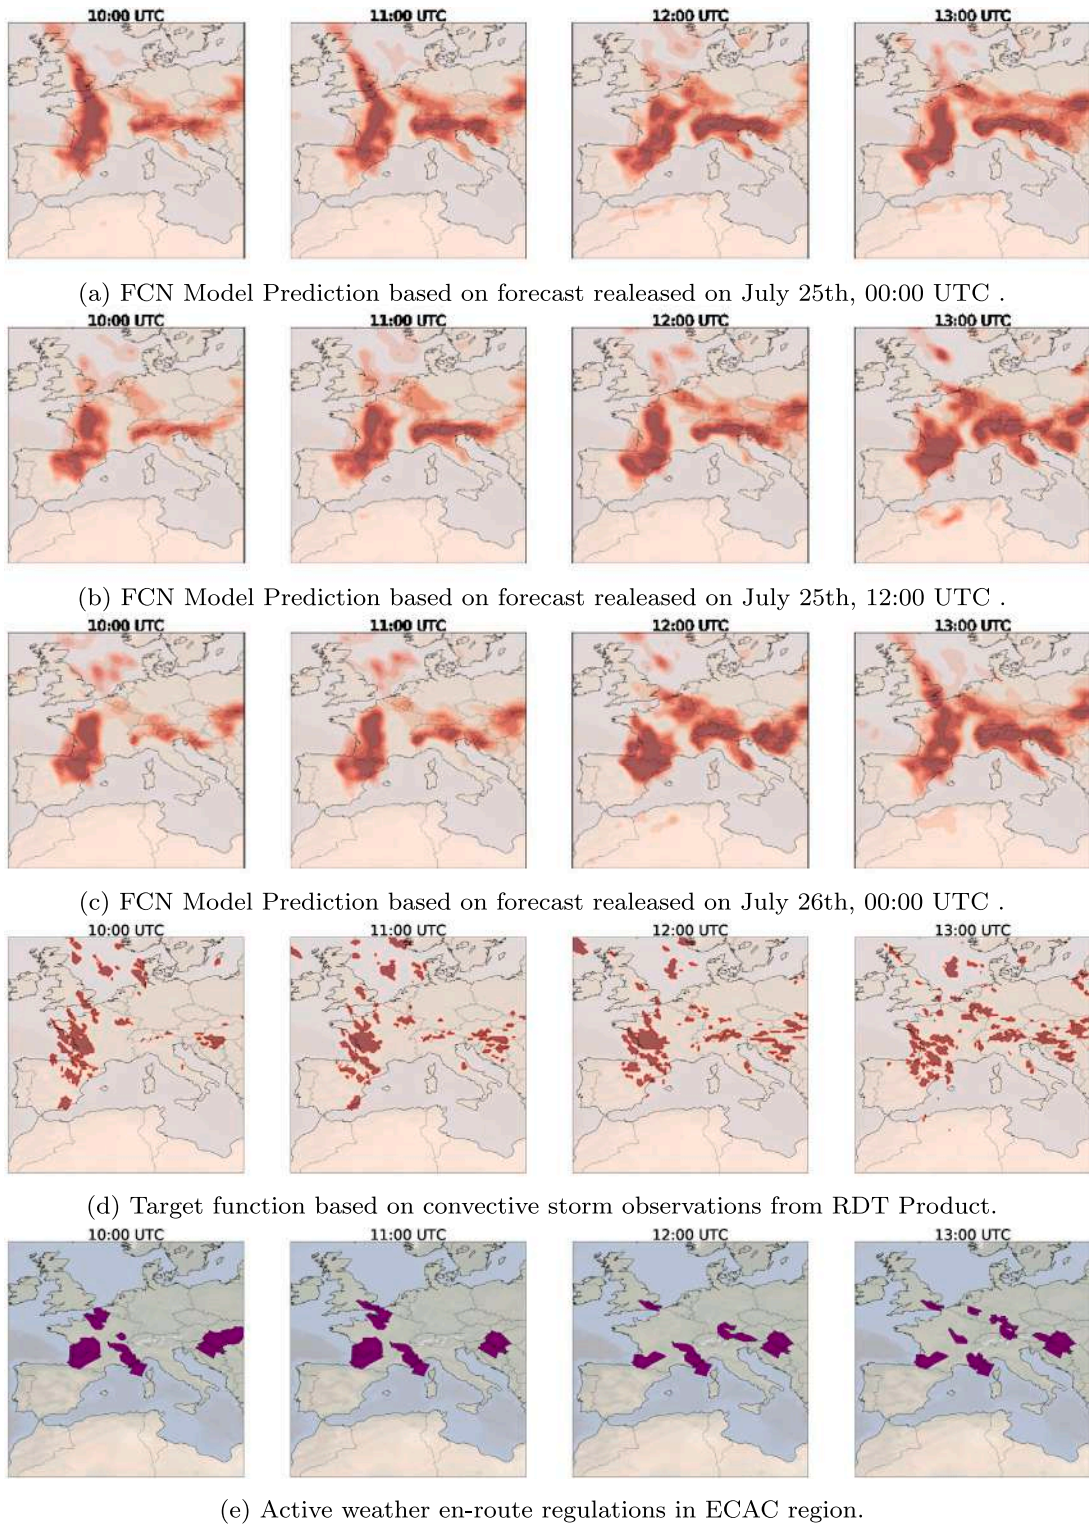 10:00 UTC 11:00 UTC 12:00 UTC 13:00 UTC
(a) FCN Model Prediction based on forecast realeased on July 25th, 00:00 UTC .
10:00 UTC 11:00 UTC 12:00 UTC 13:00 UTC
(b) FCN Model Prediction based on forecast realeased on July 25th, 12:00 UTC .
10:00 UTC 11:00 UTC 12:00 UTC 13:00 UTC
(c) FCN Model Prediction based on forecast realeased on July 26th, 00:00 UTC .
10:00 UTC 11:00 UTC 12:00 UTC 13:00 UTC
(d) Target function based on convective storm observations from RDT Product.
10:00 UTC 11:00 UTC 12:00 UTC 13:00 UTC
(e) Active weather en-route regulations in ECAC region.